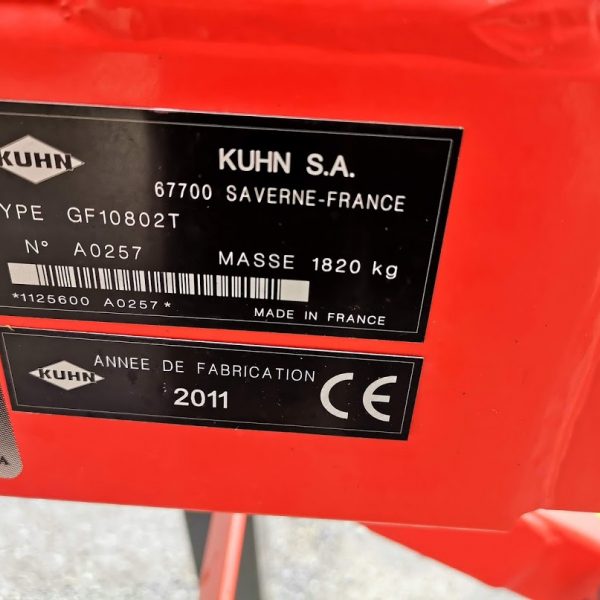 KUHN
KUHN S.A.
67700 SAVERNE-FRANCE
YPE GF10802T
N° A0257
MASSE 1820 kg
*1125600 A0257*
MADE IN FRANCE
KUHN
ANNEE DE FABRICATION
2011
CE
A